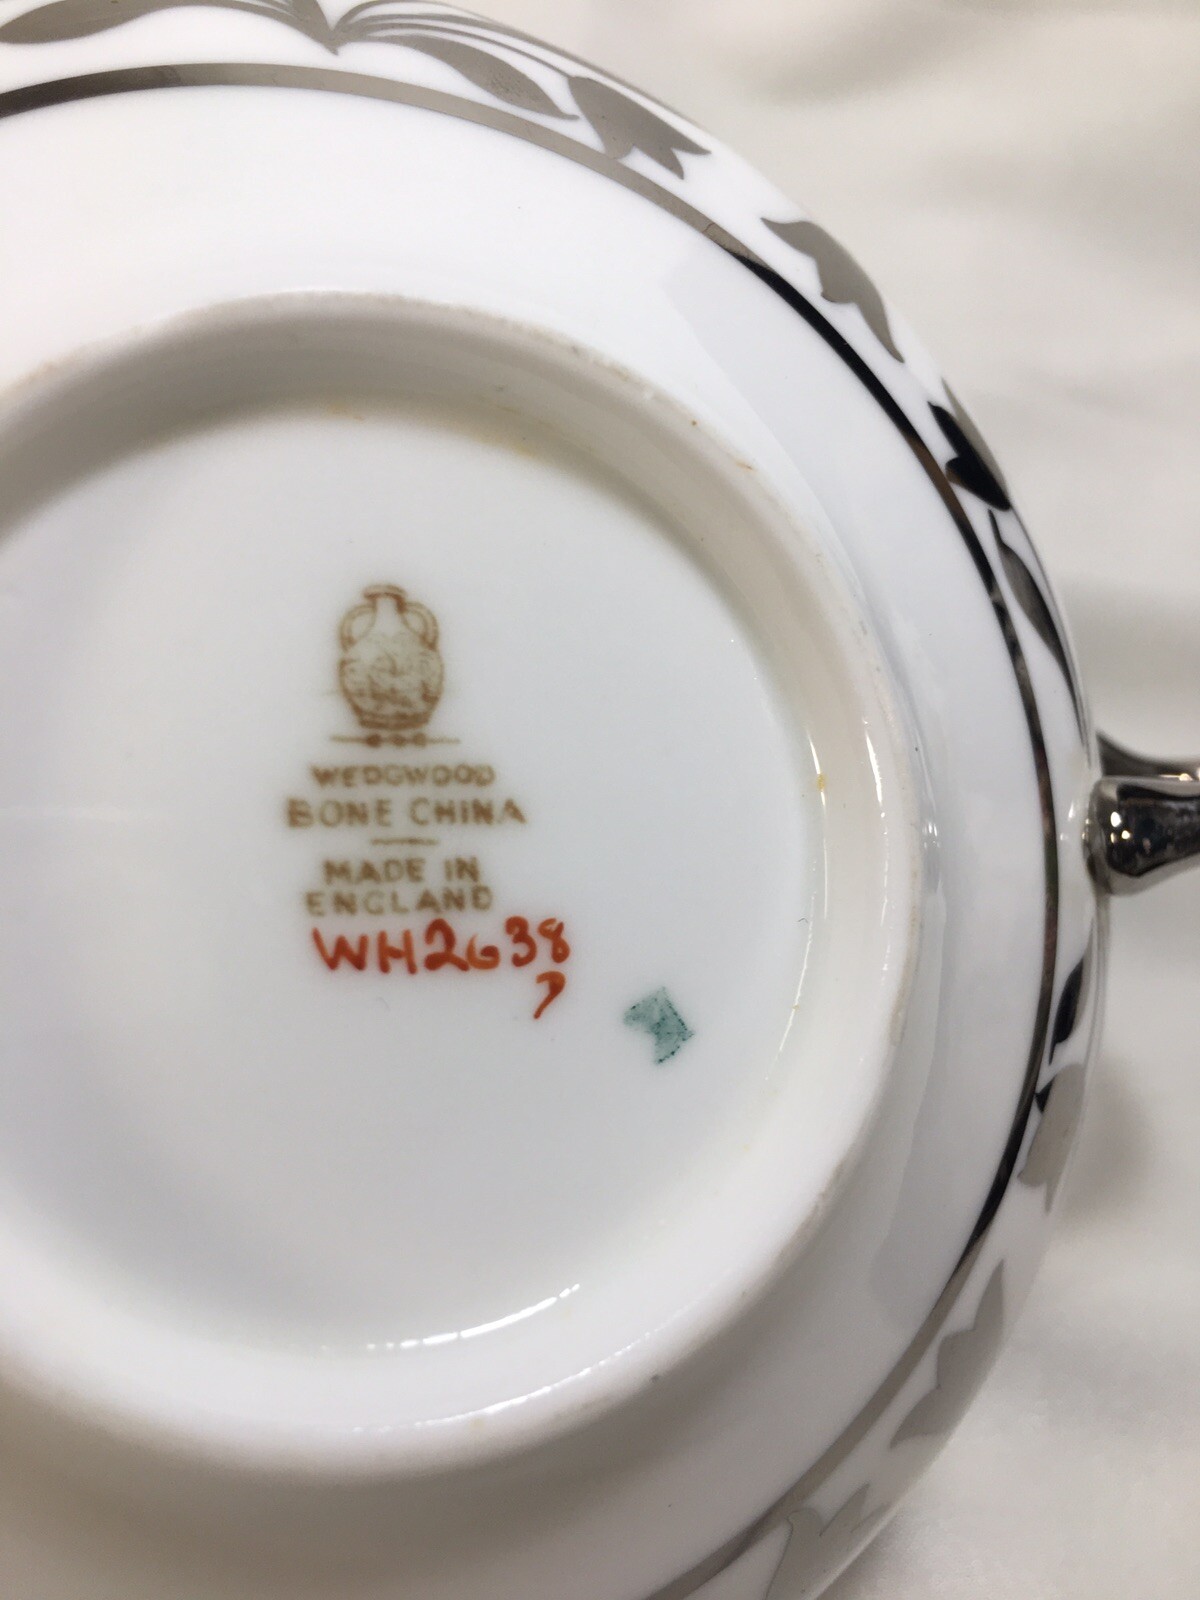 WEDGWOOD
BONE CHINA
MADE IN
ENGLAND
WH2638
7